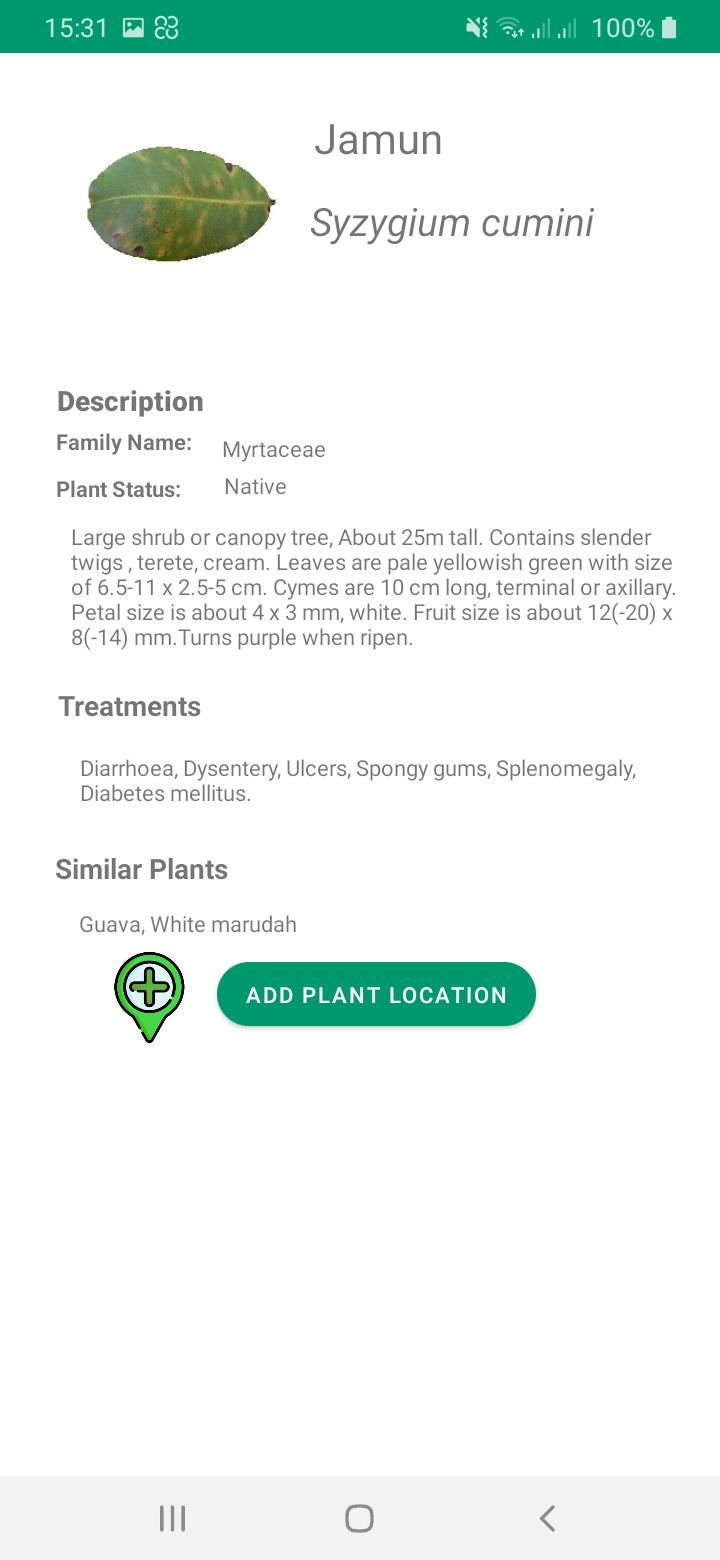 15:31
100%
Jamun
Syzygium cumini
Description
Family Name: Myrtaceae
Plant Status: Native
Large shrub or canopy tree, About 25m tall. Contains slender
twigs , terete, cream. Leaves are pale yellowish green with size
of 6.5-11 x 2.5-5 cm. Cymes are 10 cm long, terminal or axillary.
Petal size is about 4 x 3 mm, white. Fruit size is about 12(-20) x
8(-14) mm.Turns purple when ripen.
Treatments
Diarrhoea, Dysentery, Ulcers, Spongy gums, Splenomegaly,
Diabetes mellitus.
Similar Plants
Guava, White marudah
ADD PLANT LOCATION